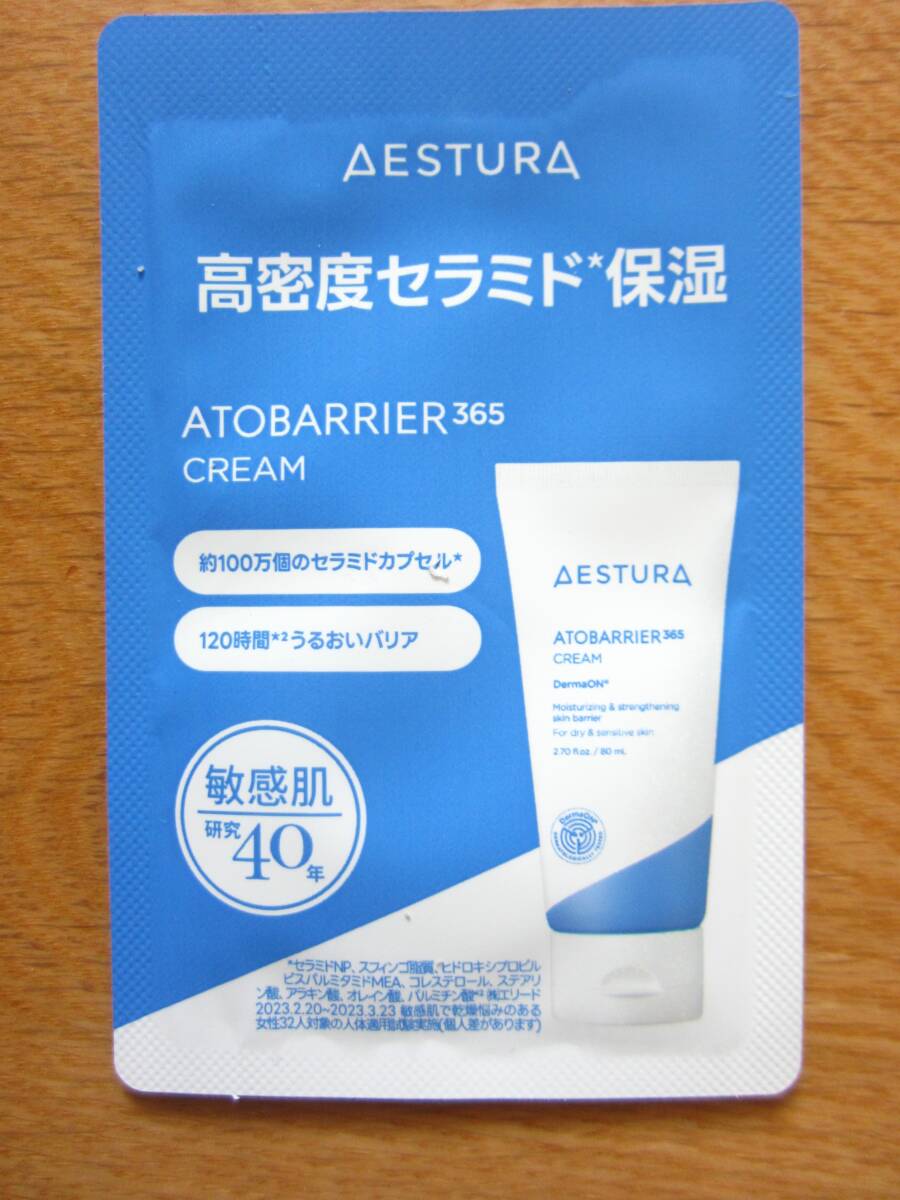 AESTURA
高密度セラミド*保湿
ATOBARRIER365
CREAM
約100万個のセラミドカプセル*
120時間*2うるおいバリア
敏感肌
研究
40年
AESTURA
ATOBARRIER365
CREAM
DermaON®
Moisturizing & strengthening
skin barrier
For dry & sensitive skin
2.70 fl.oz. / 80 mL
DermaON®
DERMATOLOGICALLY TESTED
*セラミドNP、スフィンゴ脂質、ヒドロキシプロピル
ビスパルミタミドMEA、コレステロール、ステアリ
ン酸、アラキン酸、オレイン酸、パルミチン酸*2 ㈱エリード
2023.2.20~2023.3.23 敏感肌で乾燥悩みのある
女性32人対象の人体適用試験実施(個人差があります)